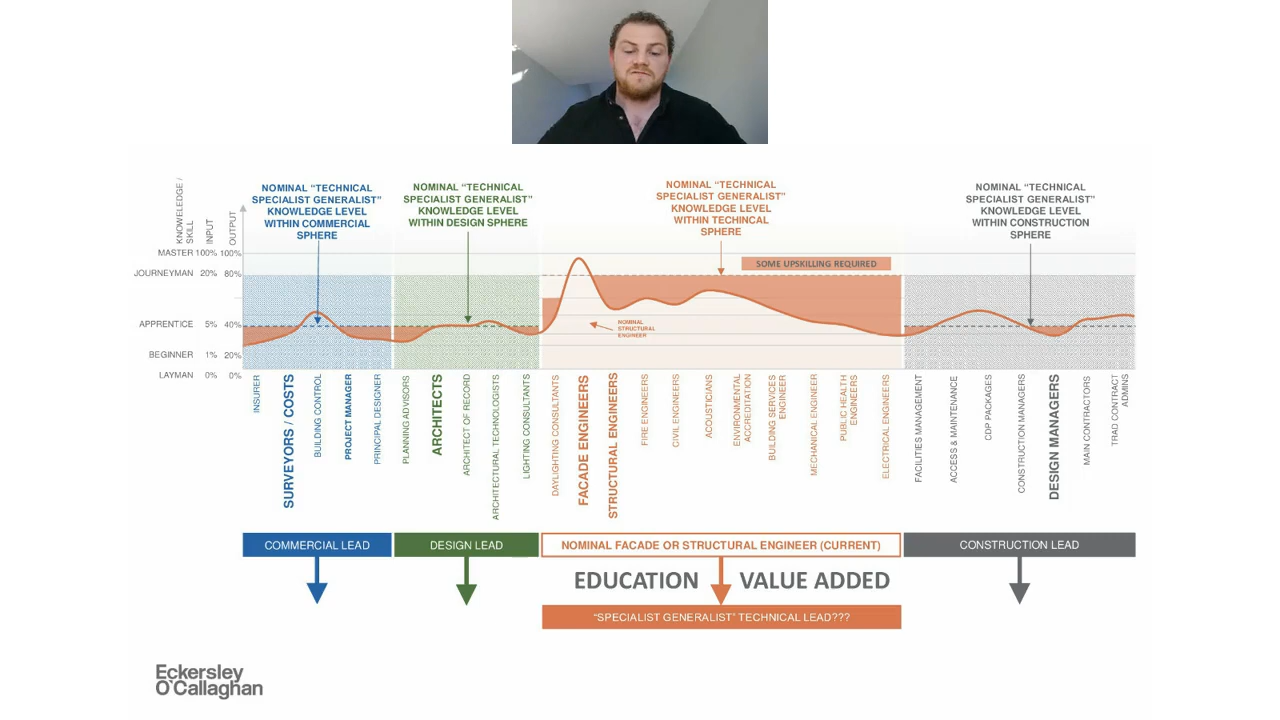 KNOWELEDGE /
SKILL
INPUT
OUTPUT
NOMINAL “TECHNICAL
SPECIALIST GENERALIST”
KNOWLEDGE LEVEL
WITHIN COMMERCIAL
SPHERE
NOMINAL “TECHNICAL
SPECIALIST GENERALIST”
KNOWLEDGE LEVEL
WITHIN DESIGN SPHERE
NOMINAL “TECHNICAL
SPECIALIST GENERALIST”
KNOWLEDGE LEVEL
WITHIN TECHINCAL
SPHERE
NOMINAL “TECHNICAL
SPECIALIST GENERALIST”
KNOWLEDGE LEVEL
WITHIN CONSTRUCTION
SPHERE
MASTER 100% 100%
JOURNEYMAN 20% 80%
APPRENTICE 5% 40%
BEGINNER 1% 20%
LAYMAN 0% 0%
SOME UPSKILLING REQUIRED
NOMINAL
STRUCTURAL
ENGINEER
INSURER
SURVEYORS / COSTS
BUILDING CONTROL
PROJECT MANAGER
PRINCIPAL DESIGNER
PLANNING ADVISORS
ARCHITECTS
ARCHITECT OF RECORD
ARCHITECTURAL TECHNOLOGISTS
LIGHTING CONSULTANTS
DAYLIGHTING CONSULTANTS
FACADE ENGINEERS
STRUCTURAL ENGINEERS
FIRE ENGINEERS
CIVIL ENGINEERS
ACOUSTICIANS
ENVIRONMENTAL
ACCREDITATION
BUILDING SERVICES
ENGINEER
MECHANICAL ENGINEER
PUBLIC HEALTH
ENGINEERS
ELECTRICAL ENGINEERS
FACILITIES MANAGEMENT
ACCESS & MAINTENANCE
CDP PACKAGES
CONSTRUCTION MANAGERS
DESIGN MANAGERS
MAIN CONTRACTORS
TRAD CONTRACT
ADMINS
COMMERCIAL LEAD
DESIGN LEAD
NOMINAL FACADE OR STRUCTURAL ENGINEER (CURRENT)
CONSTRUCTION LEAD
EDUCATION VALUE ADDED
“SPECIALIST GENERALIST” TECHNICAL LEAD???
Eckersley
O'Callaghan